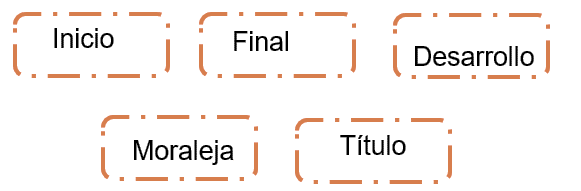 Inicio
Final
Desarrollo
Moraleja
Título